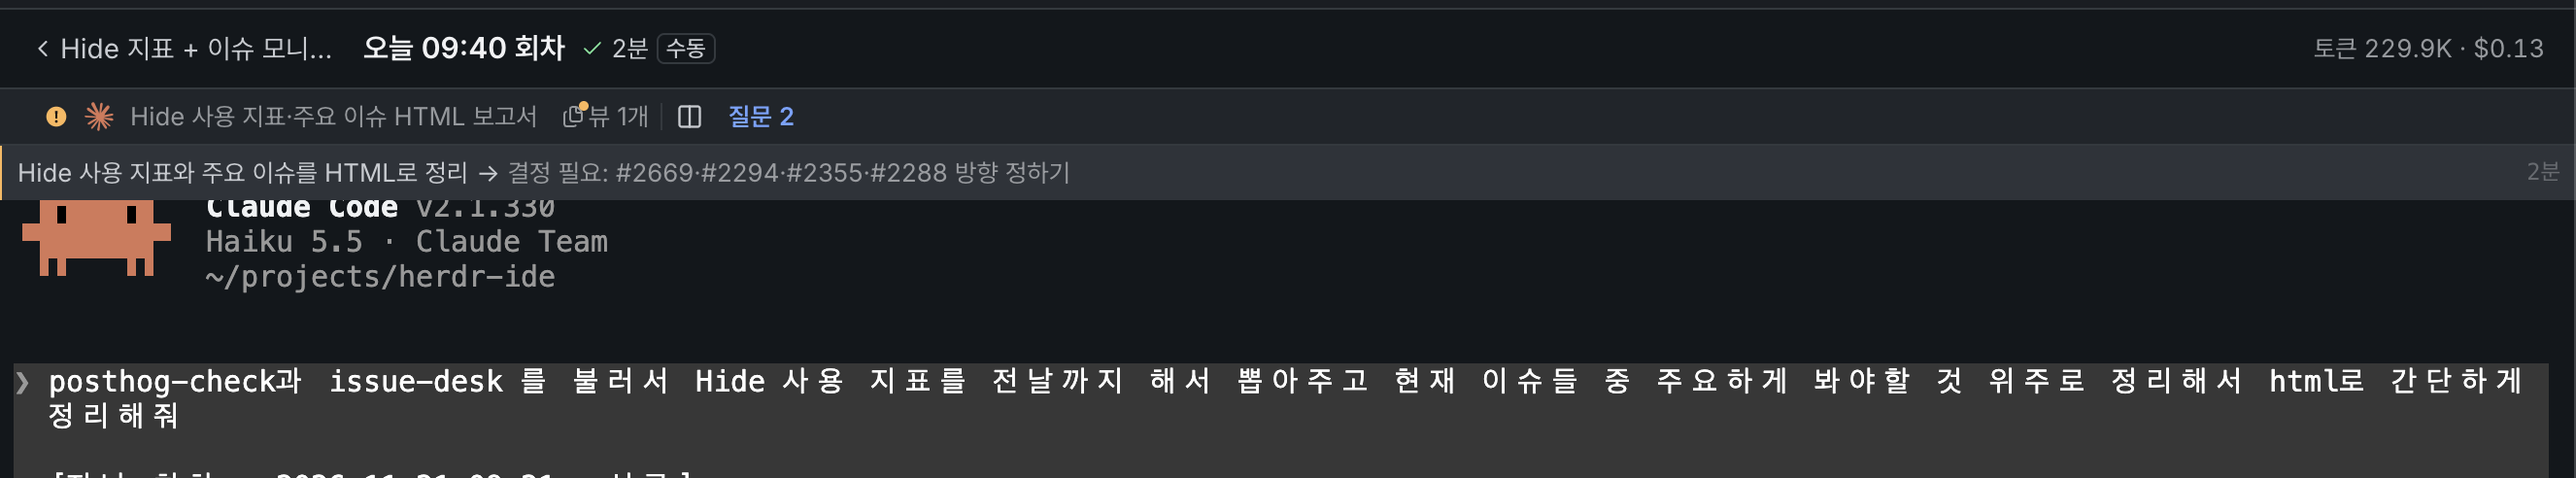 Hide 지표 + 이슈 모니... 오늘 09:40 회차 2분 수동 토큰 229.9K · $0.13
Hide 사용 지표·주요 이슈 HTML 보고서 뷰 1개 질문 2
Hide 사용 지표와 주요 이슈를 HTML로 정리 → 결정 필요: #2669·#2294·#2355·#2288 방향 정하기 2분
Claude Code v2.1.330
Haiku 5.5 · Claude Team
~/projects/herdr-ide
❯ posthog-check과 issue-desk 를 불러서 Hide 사용 지표를 전날까지 해서 뽑아주고 현재 이슈들 중 주요하게 봐야할 것 위주로 정리해서 html로 간단하게
정리해줘